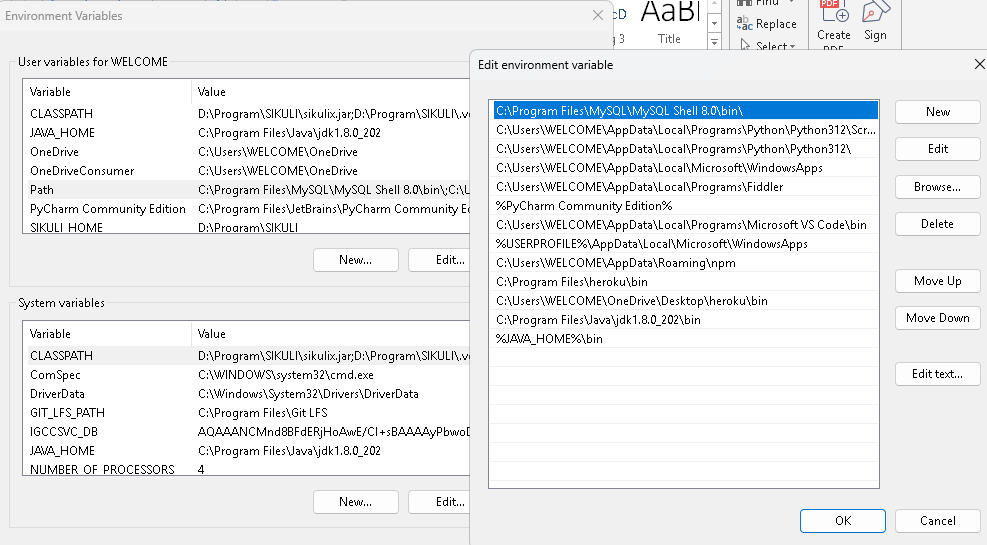 Environment Variables
User variables for WELCOME
Variable Value
CLASSPATH D:\Program\SIKULI\sikulix.jar;D:\Program\SIKULI\.v
JAVA_HOME C:\Program Files\Java\jdk1.8.0_202
OneDrive C:\Users\WELCOME\OneDrive
OneDriveConsumer C:\Users\WELCOME\OneDrive
Path C:\Program Files\MySQL\MySQL Shell 8.0\bin\;C:\U
PyCharm Community Edition C:\Program Files\JetBrains\PyCharm Community Ed
SIKULI_HOME D:\Program\SIKULI
New... Edit...
System variables
Variable Value
CLASSPATH D:\Program\SIKULI\sikulix.jar;D:\Program\SIKULI\.v
ComSpec C:\WINDOWS\system32\cmd.exe
DriverData C:\Windows\System32\Drivers\DriverData
GIT_LFS_PATH C:\Program Files\Git LFS
IGCCSVC_DB
JAVA_HOME C:\Program Files\Java\jdk1.8.0_202
NUMBER_OF_PROCESSORS 4
New... Edit...
cD AaBl
g 3 Title
Find
Replace
Select
PDF
Create PDF
Sign
Edit environment variable
C:\Program Files\MySQL\MySQL Shell 8.0\bin\
C:\Users\WELCOME\AppData\Local\Programs\Python\Python312\Scr...
C:\Users\WELCOME\AppData\Local\Programs\Python\Python312\
C:\Users\WELCOME\AppData\Local\Microsoft\WindowsApps
C:\Users\WELCOME\AppData\Local\Programs\Fiddler
%PyCharm Community Edition%
C:\Users\WELCOME\AppData\Local\Programs\Microsoft VS Code\bin
%USERPROFILE%\AppData\Local\Microsoft\WindowsApps
C:\Users\WELCOME\AppData\Roaming\npm
C:\Program Files\heroku\bin
C:\Users\WELCOME\OneDrive\Desktop\heroku\bin
C:\Program Files\Java\jdk1.8.0_202\bin
%JAVA_HOME%\bin
New
Edit
Browse...
Delete
Move Up
Move Down
Edit text...
OK Cancel